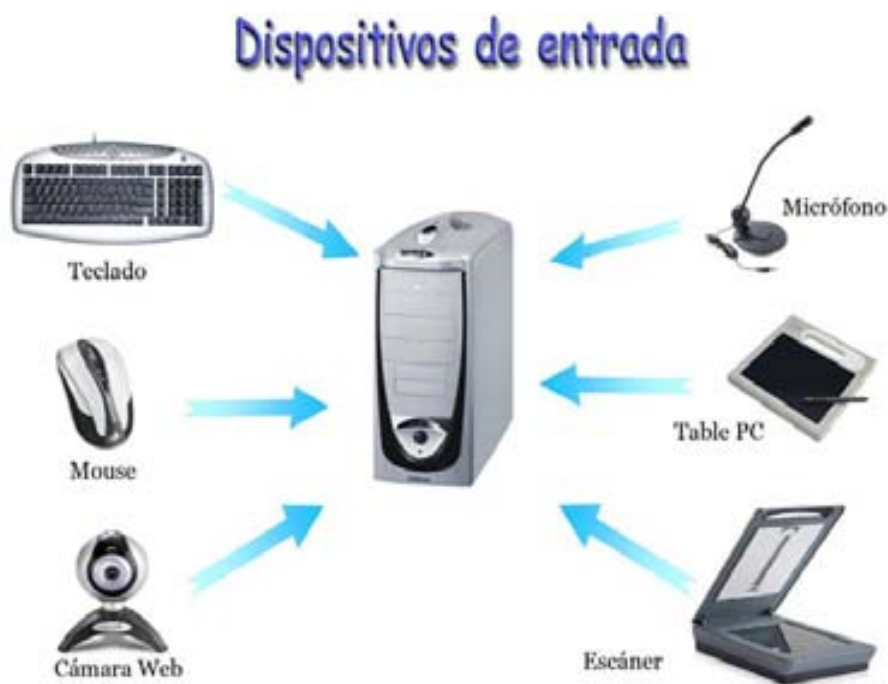 Dispositivos de entrada
Teclado
Micrófono
Mouse
Table PC
Cámara Web
Escáner